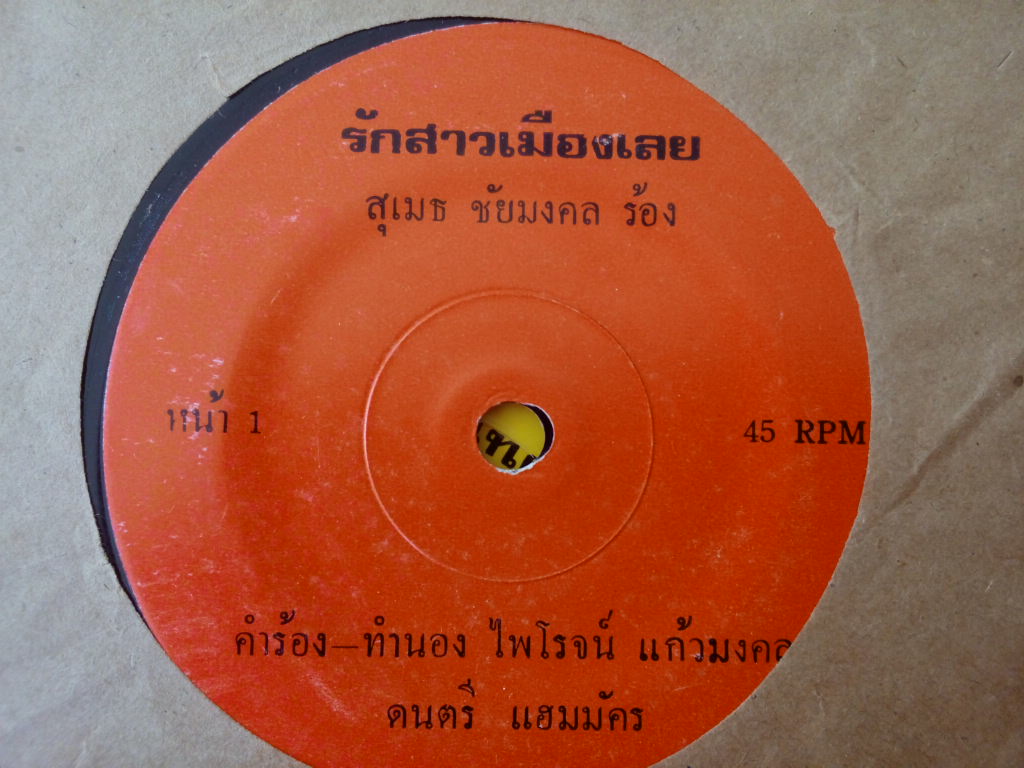 รักสาวเมืองเลย
สุเมธ ชัยมงคล ร้อง
หน้า 1
45 RPM
คำร้อง—ทำนอง ไพโรจน์ แก้วมงคล
ดนตรี แฮมมัคร